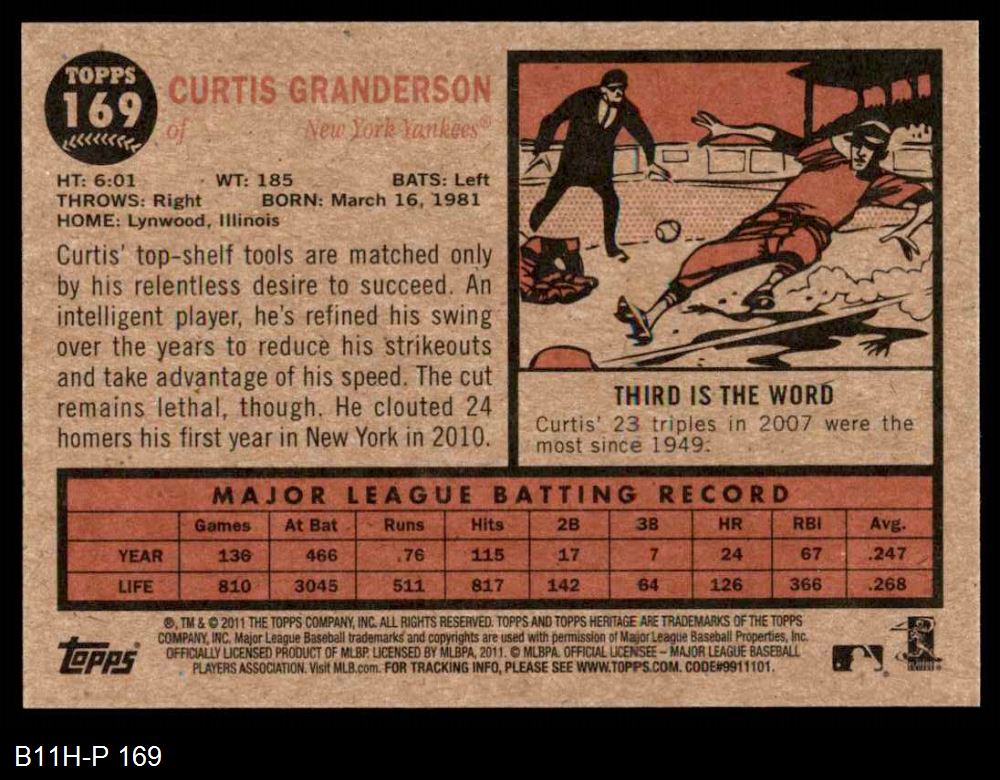 TOPPS
169
CURTIS GRANDERSON
of New York Yankees®
HT: 6:01 WT: 185 BATS: Left
THROWS: Right BORN: March 16, 1981
HOME: Lynwood, Illinois
Curtis' top-shelf tools are matched only
by his relentless desire to succeed. An
intelligent player, he's refined his swing
over the years to reduce his strikeouts
and take advantage of his speed. The cut
remains lethal, though. He clouted 24
homers his first year in New York in 2010.
THIRD IS THE WORD
Curtis' 23 triples in 2007 were the
most since 1949.
MAJOR LEAGUE BATTING RECORD
Games At Bat Runs Hits 2B 3B HR RBI Avg.
YEAR 136 466 .76 115 17 7 24 67 .247
LIFE 810 3045 511 817 142 64 126 366 .268
®, TM & © 2011 THE TOPPS COMPANY, INC. ALL RIGHTS RESERVED. TOPPS AND TOPPS HERITAGE ARE TRADEMARKS OF THE TOPPS
COMPANY, INC. Major League Baseball trademarks and copyrights are used with permission of Major League Baseball Properties, Inc.
OFFICIALLY LICENSED PRODUCT OF MLBP. LICENSED BY MLBPA, 2011. © MLBPA. OFFICIAL LICENSEE – MAJOR LEAGUE BASEBALL
PLAYERS ASSOCIATION. Visit MLB.com. FOR TRACKING INFO, PLEASE SEE WWW.TOPPS.COM. CODE#9911101.
Topps
B11H-P 169